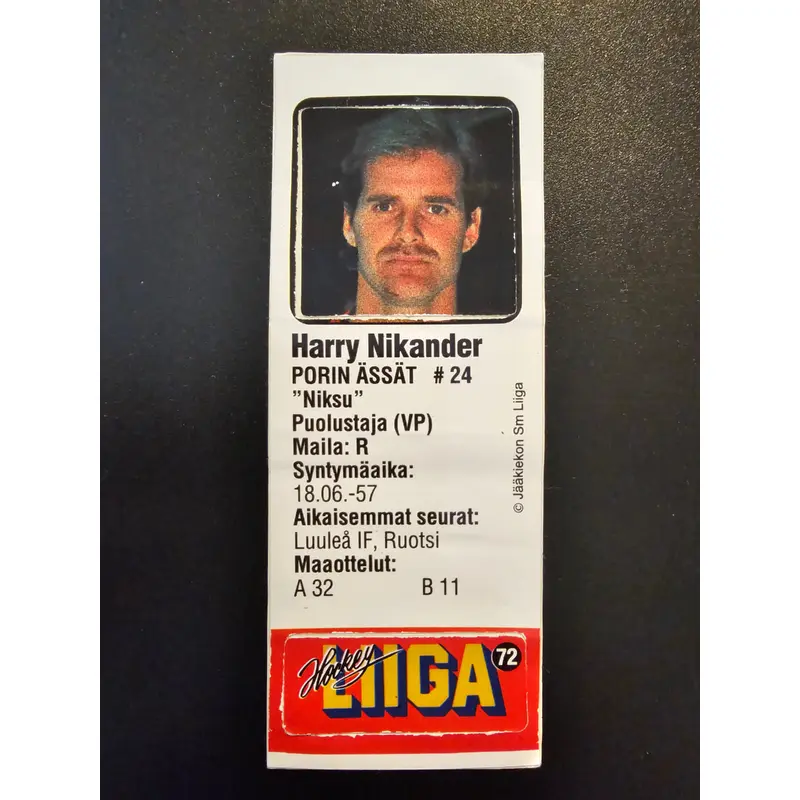 Harry Nikander
PORIN ÄSSÄT # 24
”Niksu”
Puolustaja (VP)
Maila: R
Syntymäaika:
18.06.-57
Aikaisemmat seurat:
Luuleå IF, Ruotsi
Maaottelut:
A 32 B 11
© Jääkiekon Sm Liiga
Hockey
LIIGA 72